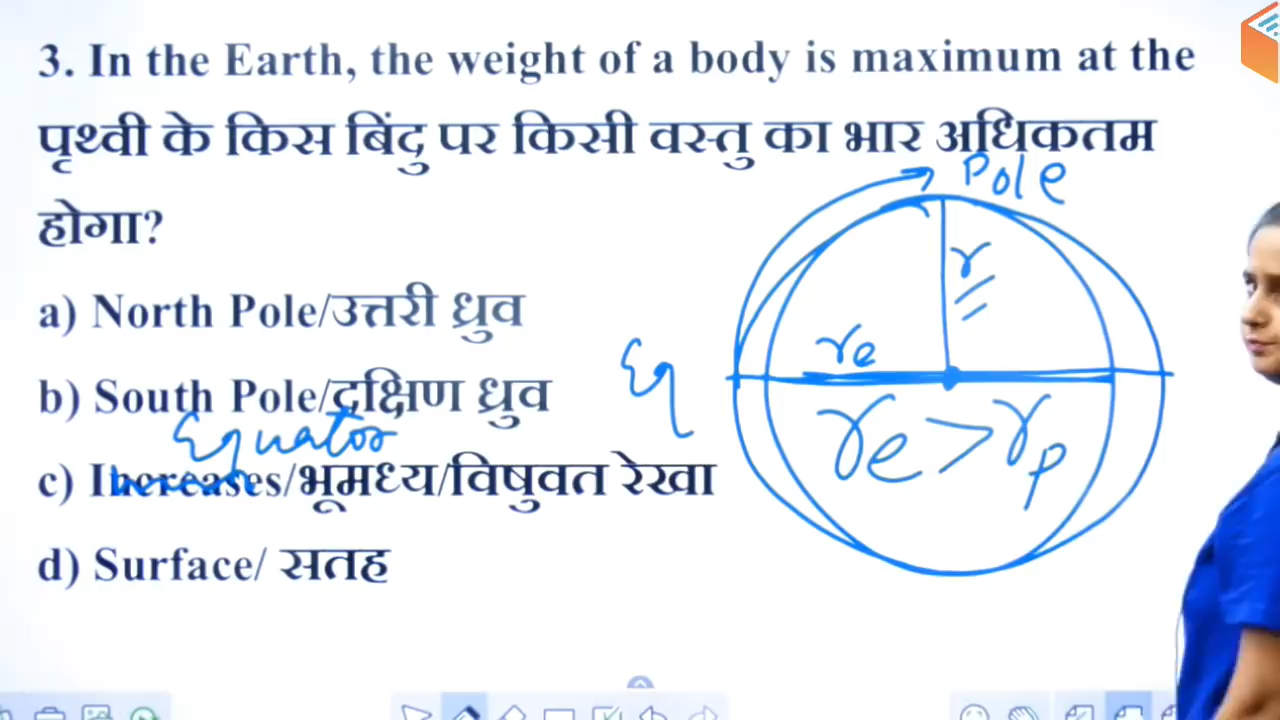 3. In the Earth, the weight of a body is maximum at the
पृथ्वी के किस बिंदु पर किसी वस्तु का भार अधिकतम
होगा?
Pole
r
a) North Pole/उत्तरी ध्रुव
re
Eq
b) South Pole/दक्षिण ध्रुव
Equator
re > rp
c) Increases/भूमध्य/विषुवत रेखा
d) Surface/ सतह